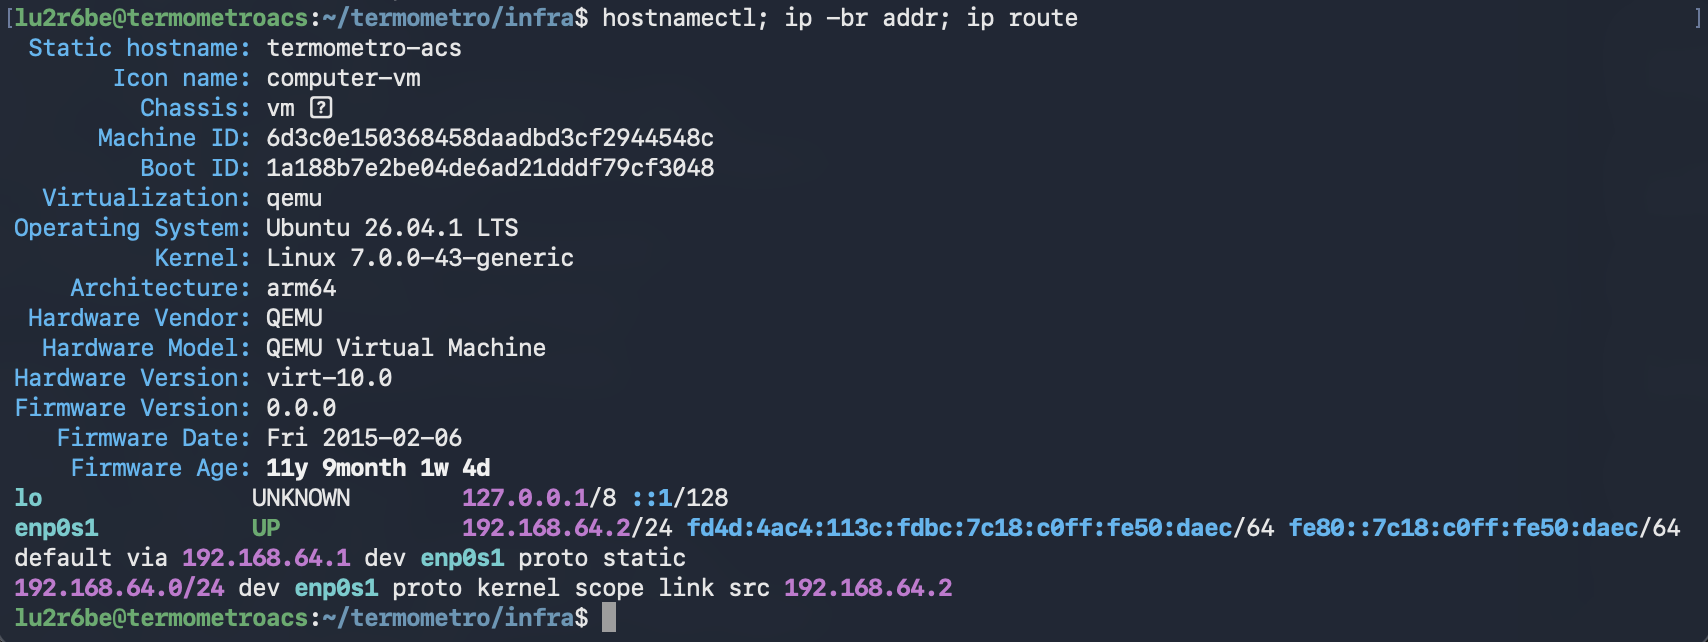 [lu2r6be@termometroacs:~/termometro/infra$ hostnamectl; ip -br addr; ip route ]
Static hostname: termometro-acs
Icon name: computer-vm
Chassis: vm
Machine ID: 6d3c0e150368458daadbd3cf2944548c
Boot ID: 1a188b7e2be04de6ad21dddf79cf3048
Virtualization: qemu
Operating System: Ubuntu 26.04.1 LTS
Kernel: Linux 7.0.0-43-generic
Architecture: arm64
Hardware Vendor: QEMU
Hardware Model: QEMU Virtual Machine
Hardware Version: virt-10.0
Firmware Version: 0.0.0
Firmware Date: Fri 2015-02-06
Firmware Age: 11y 9month 1w 4d
lo UNKNOWN 127.0.0.1/8 ::1/128
enp0s1 UP 192.168.64.2/24 fd4d:4ac4:113c:fdbc:7c18:c0ff:fe50:daec/64 fe80::7c18:c0ff:fe50:daec/64
default via 192.168.64.1 dev enp0s1 proto static
192.168.64.0/24 dev enp0s1 proto kernel scope link src 192.168.64.2
lu2r6be@termometroacs:~/termometro/infra$